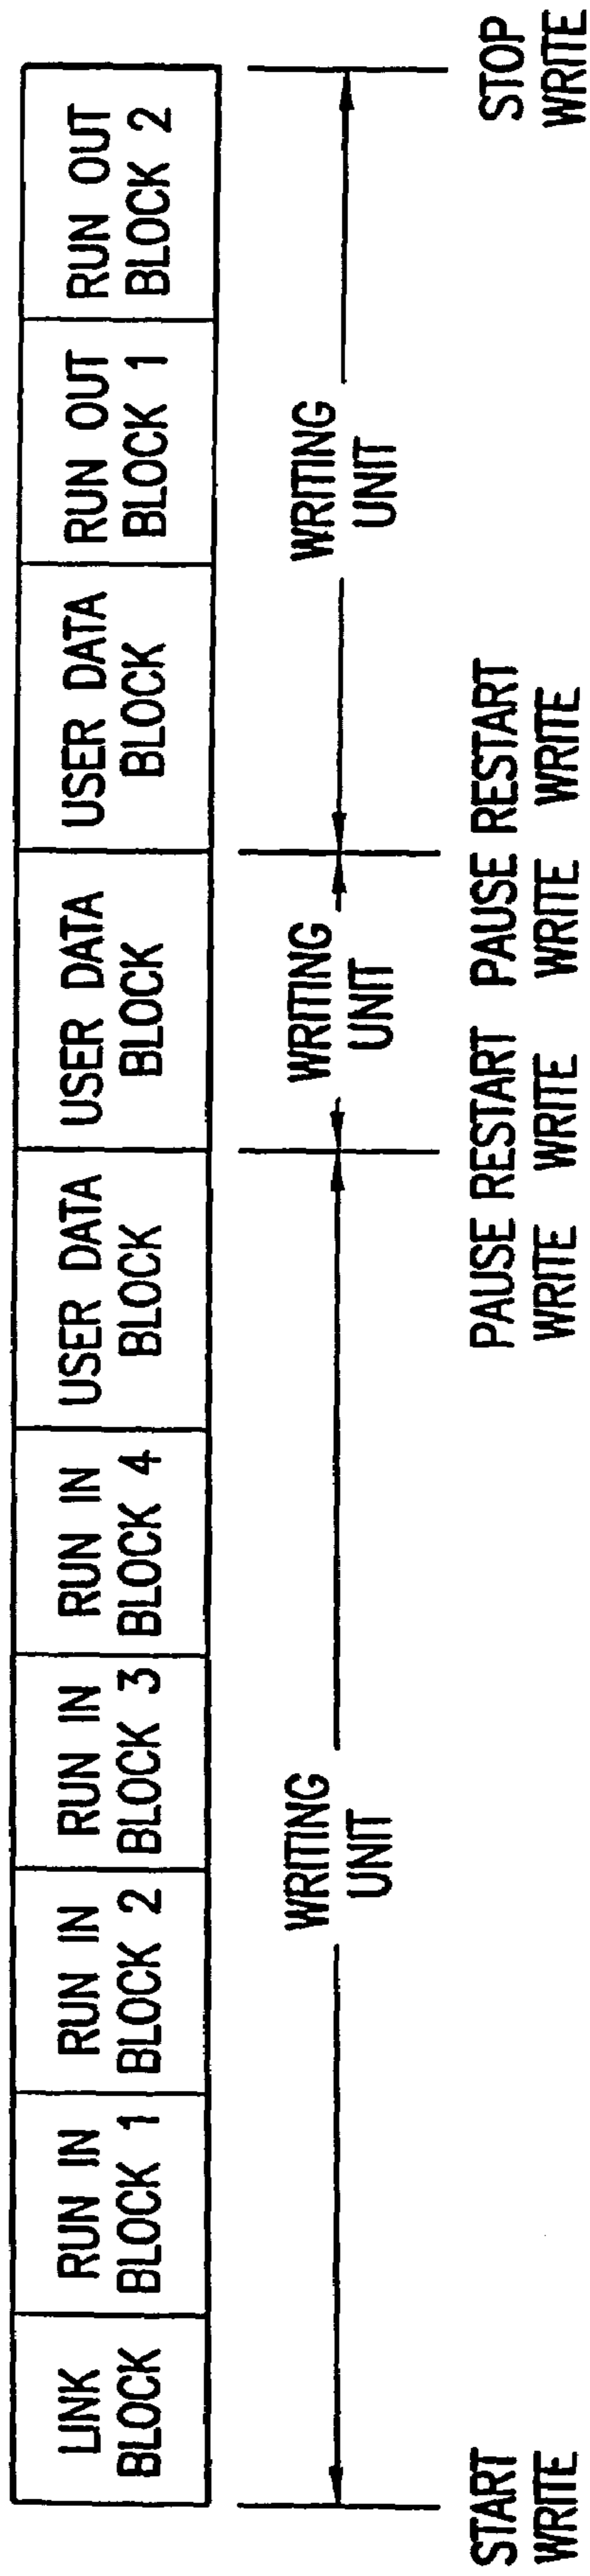 LINK
BLOCK
RUN IN
BLOCK 1
RUN IN
BLOCK 2
RUN IN
BLOCK 3
RUN IN
BLOCK 4
USER DATA
BLOCK
USER DATA
BLOCK
USER DATA
BLOCK
RUN OUT
BLOCK 1
RUN OUT
BLOCK 2
WRITING
UNIT
WRITING
UNIT
WRITING
UNIT
START
WRITE
PAUSE
WRITE
RESTART
WRITE
PAUSE
WRITE
RESTART
WRITE
STOP
WRITE